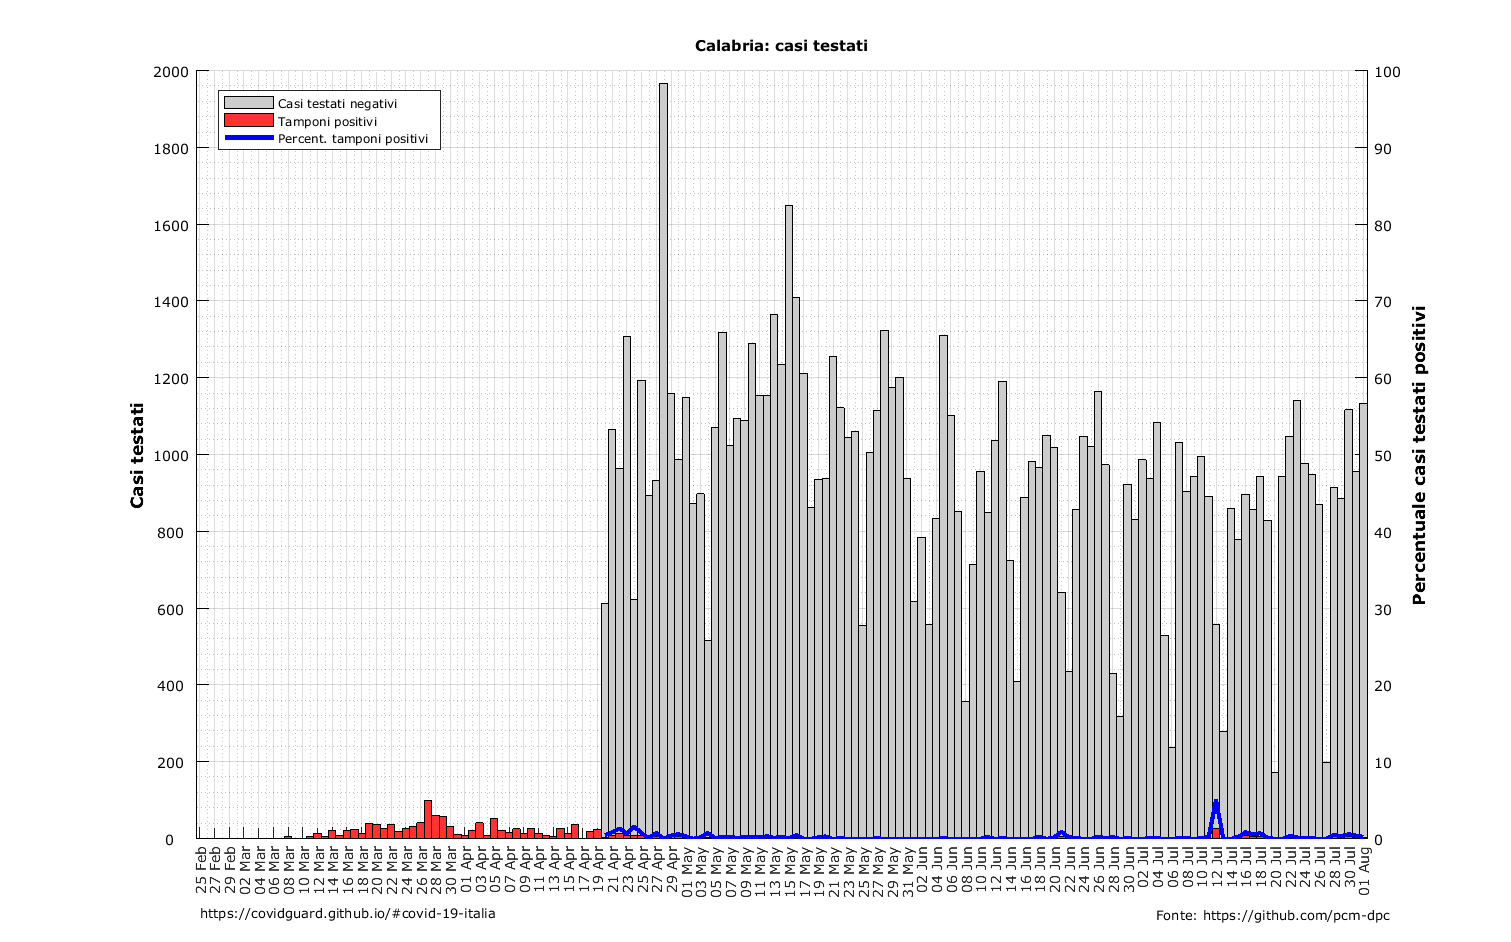 Calabria: casi testati
Casi testati negativi
Tamponi positivi
Percent. tamponi positivi
Casi testati
2000
1800
1600
1400
1200
1000
800
600
400
200
0
100
90
80
70
60
50
40
30
20
10
0
Percentuale casi testati positivi
25 Feb
27 Feb
29 Feb
02 Mar
04 Mar
06 Mar
08 Mar
10 Mar
12 Mar
14 Mar
16 Mar
18 Mar
20 Mar
22 Mar
24 Mar
26 Mar
28 Mar
30 Mar
01 Apr
03 Apr
05 Apr
07 Apr
09 Apr
11 Apr
13 Apr
15 Apr
17 Apr
19 Apr
21 Apr
23 Apr
25 Apr
27 Apr
29 Apr
01 May
03 May
05 May
07 May
09 May
11 May
13 May
15 May
17 May
19 May
21 May
23 May
25 May
27 May
29 May
31 May
02 Jun
04 Jun
06 Jun
08 Jun
10 Jun
12 Jun
14 Jun
16 Jun
18 Jun
20 Jun
22 Jun
24 Jun
26 Jun
28 Jun
30 Jun
02 Jul
04 Jul
06 Jul
08 Jul
10 Jul
12 Jul
14 Jul
16 Jul
18 Jul
20 Jul
22 Jul
24 Jul
26 Jul
28 Jul
30 Jul
01 Aug
https://covidguard.github.io/#covid-19-italia
Fonte: https://github.com/pcm-dpc